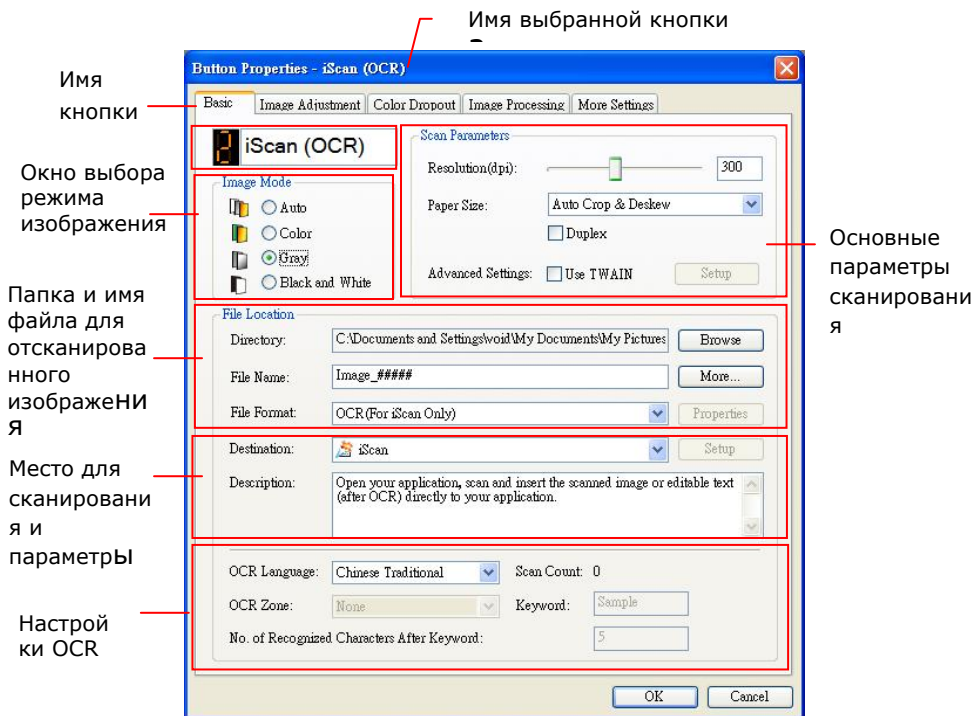 Имя выбранной кнопки
Имя
кнопки
Окно выбора
режима
изображения
Папка и имя
файла для
отсканирова
нного
изображени
я
Место для
сканировани
я и
параметры
Настрой
ки OCR
Основные
параметры
сканировани
я
Button Properties - iScan (OCR)
Basic Image Adjustment Color Dropout Image Processing More Settings
2 iScan (OCR)
Image Mode
Auto
Color
Gray
Black and White
Scan Parameters
Resolution(dpi): 300
Paper Size: Auto Crop & Deskew
Duplex
Advanced Settings: Use TWAIN Setup
File Location
Directory: C:\Documents and Settings\void\My Documents\My Pictures Browse
File Name: Image_##### More...
File Format: OCR(For iScan Only) Properties
Destination: iScan Setup
Description: Open your application, scan and insert the scanned image or editable text
(after OCR) directly to your application.
OCR Language: Chinese Traditional Scan Count: 0
OCR Zone: None Keyword: Sample
No. of Recognized Characters After Keyword: 5
OK Cancel